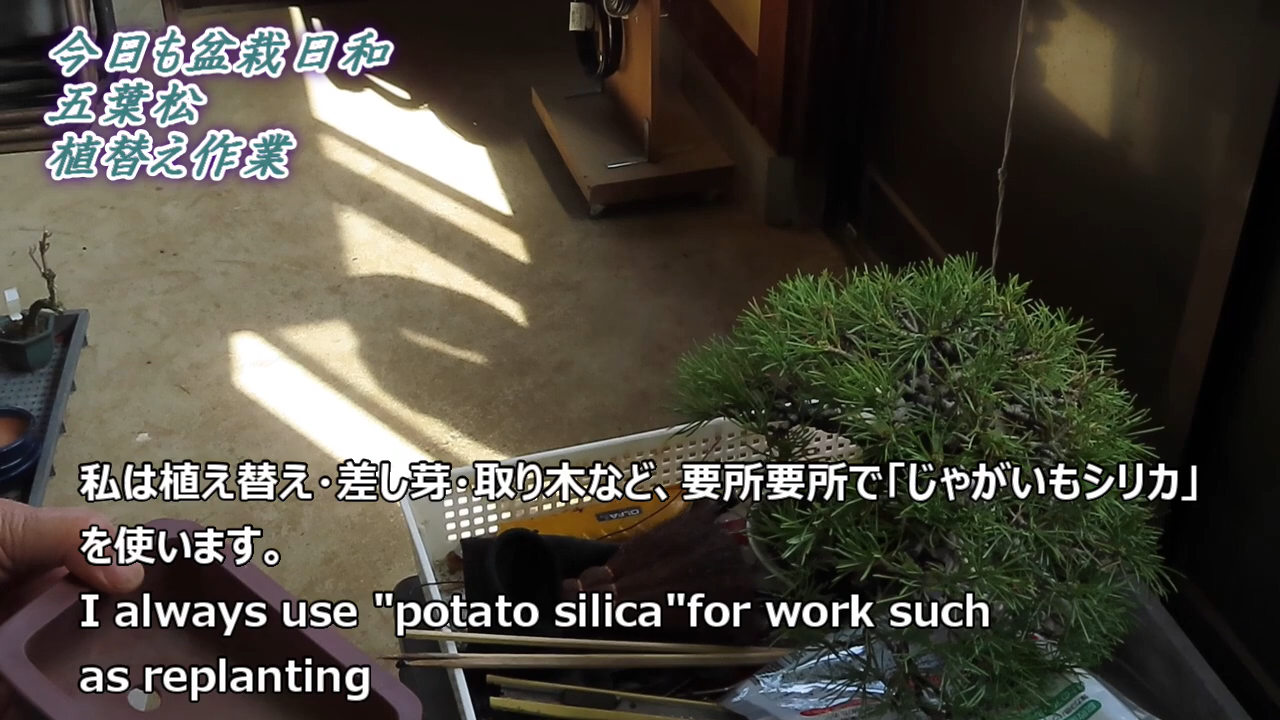 今日も盆栽日和
五葉松
植替え作業
私は植え替え・差し芽・取り木など、要所要所で「じゃがいもシリカ」
を使います。
I always use "potato silica"for work such
as replanting